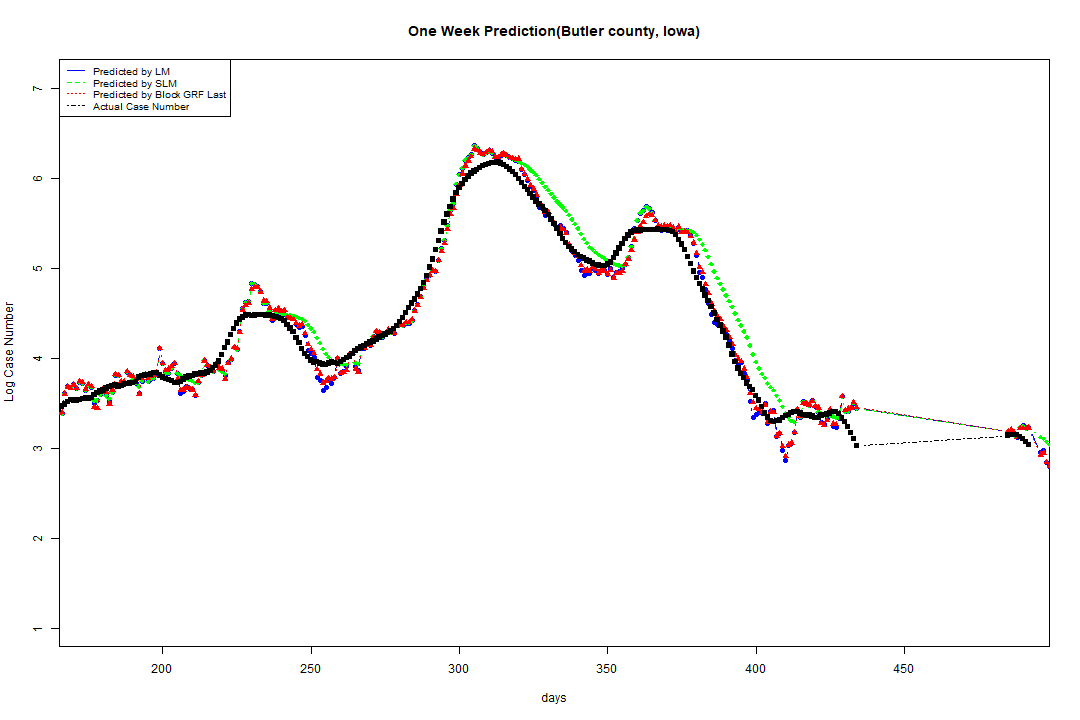 One Week Prediction(Butler county, Iowa)
Predicted by LM
Predicted by SLM
Predicted by Block GRF Last
Actual Case Number
7
6
5
4
3
2
1
Log Case Number
200 250 300 350 400 450
days